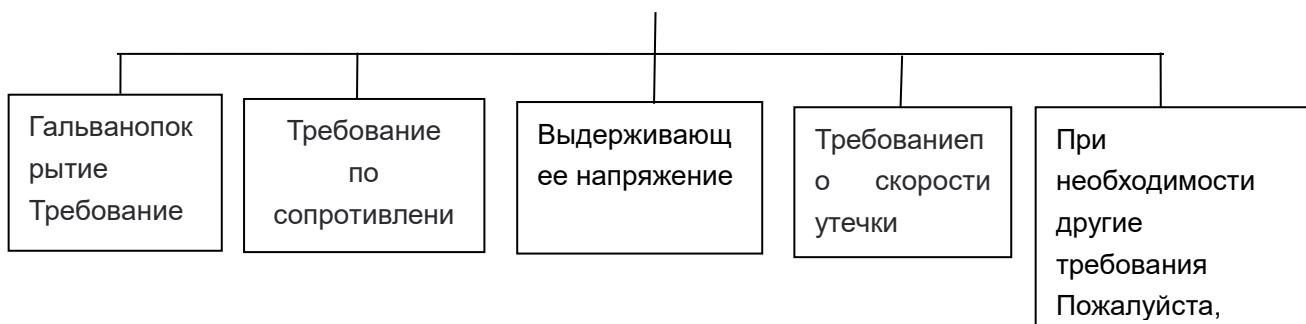 Гальванопок
рытие
Требование
Требование
по
сопротивлени
Выдерживающ
ее напряжение
Требованиеп
о скорости
утечки
При
необходимости
другие
требования
Пожалуйста,